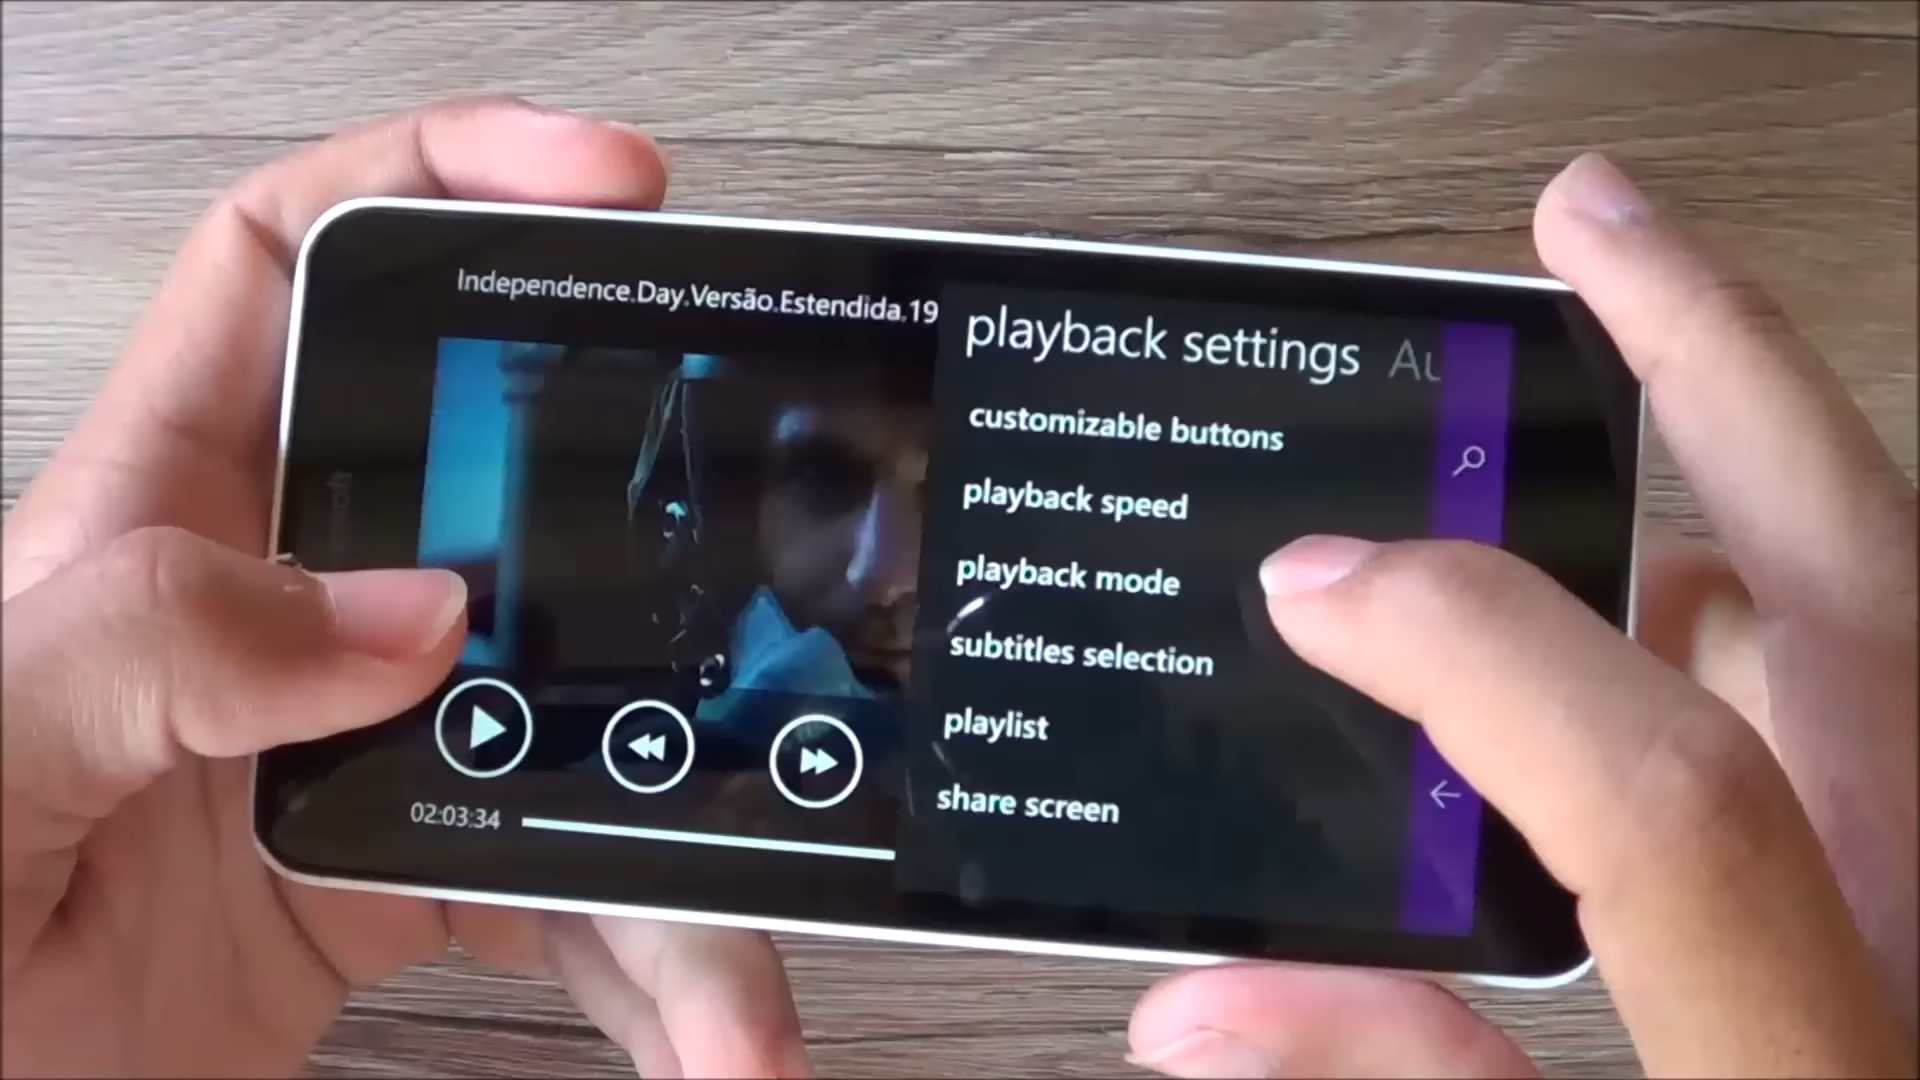 Independence.Day.Versão.Estendida.19
playback settings
customizable buttons
playback speed
playback mode
subtitles selection
playlist
share screen
02:03:34